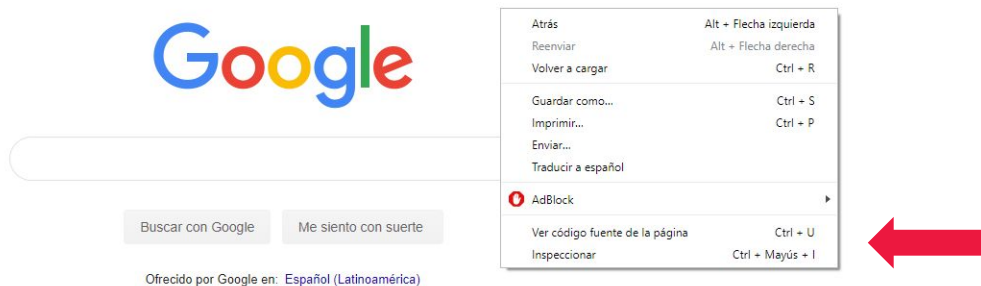 Google
Buscar con Google
Me siento con suerte
Ofrecido por Google en: Español (Latinoamérica)
Atrás Alt + Flecha izquierda
Reenviar Alt + Flecha derecha
Volver a cargar Ctrl + R
Guardar como... Ctrl + S
Imprimir... Ctrl + P
Enviar...
Traducir a español
AdBlock
Ver código fuente de la página Ctrl + U
Inspeccionar Ctrl + Mayús + I